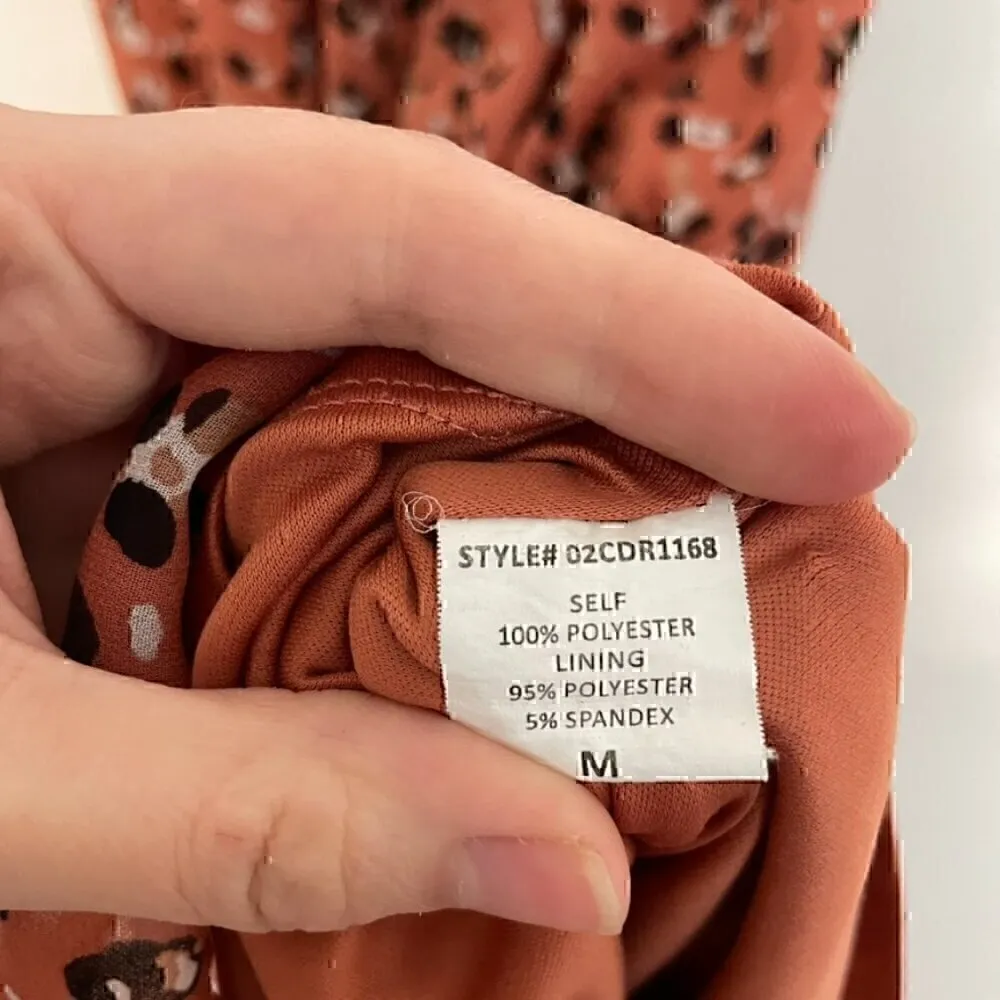 STYLE# 02CDR1168
SELF
100% POLYESTER
LINING
95% POLYESTER
5% SPANDEX
M